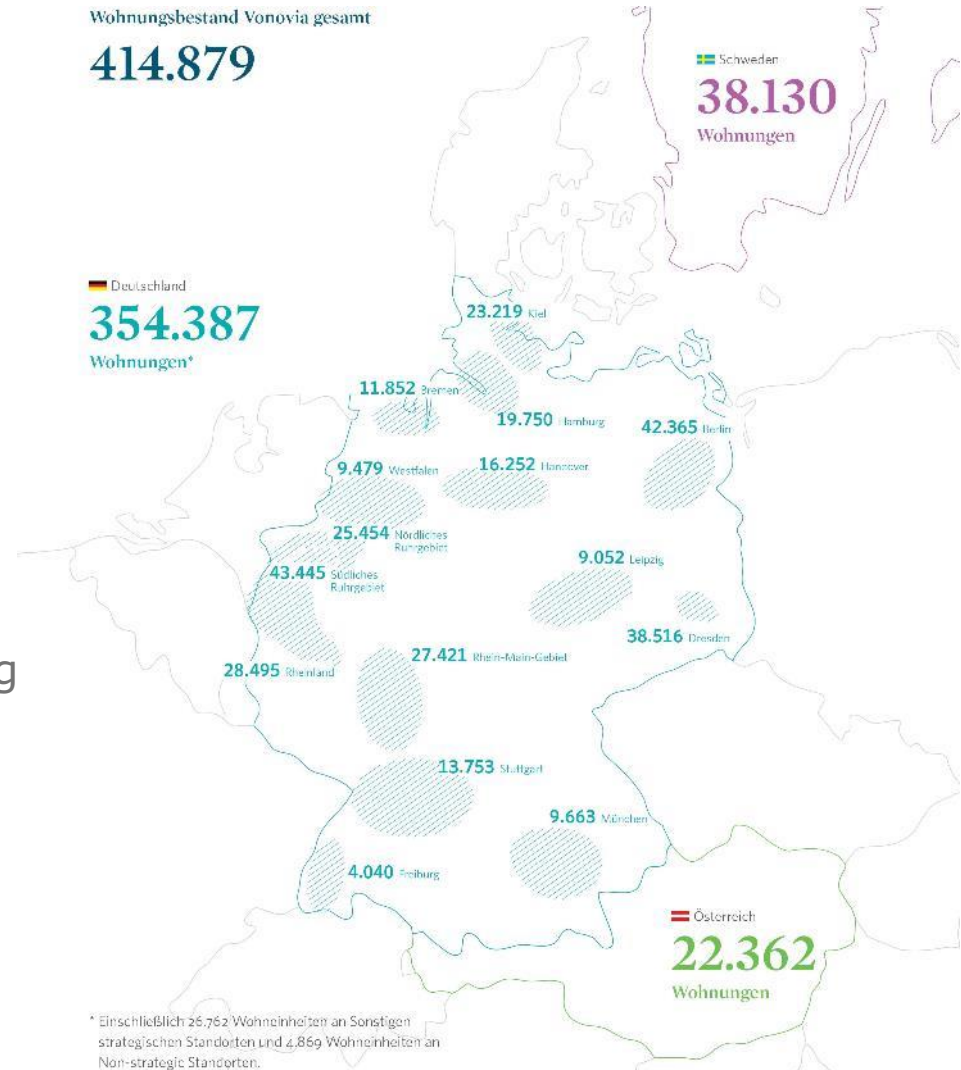 Wohnungsbestand Vonovia gesamt
414.879
Schweden
38.130
Wohnungen
Deutschland
354.387
Wohnungen*
23.219 Kiel
11.852 Bremen
19.750 Hamburg
42.365 Berlin
9.479 Westfalen
16.252 Hannover
25.454 Nördliches
Ruhrgebiet
9.052 Leipzig
43.445 Südliches
Ruhrgebiet
38.516 Dresden
27.421 Rhein-Main-Gebiet
28.495 Rheinland
g
13.753 Stuttgart
9.663 München
4.040 Freiburg
Österreich
22.362
Wohnungen
* Einschließlich 26.762 Wohneinheiten an Sonstigen
strategischen Standorten und 4.869 Wohneinheiten an
Non-strategic Standorten.